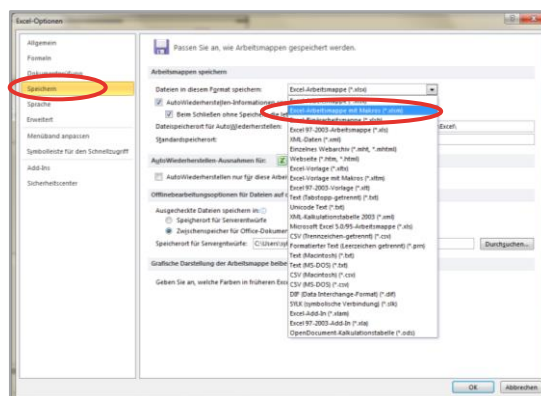 Excel-Optionen
Allgemein
Formeln
Dokumentprüfung
Speichern
Sprache
Erweitert
Menüband anpassen
Symbolleiste für den Schnellzugriff
Add-Ins
Sicherheitscenter
Passen Sie an, wie Arbeitsmappen gespeichert werden.
Arbeitsmappen speichern
Dateien in diesem Format speichern:
Excel-Arbeitsmappe (*.xlsx)
AutoWiederherstellen-Informationen
Beim Schließen ohne Speichern die
Dateispeicherort für AutoWiederherstellen:
Excel\
Standardspeicherort:
AutoWiederherstellen-Ausnahmen für:
AutoWiederherstellen nur für diese
Offlinebearbeitungsoptionen für Dateien auf
Ausgecheckte Dateien speichern in:
Speicherort für Serverentwürfe
Zwischenspeicher für Office-Dokumen
Speicherort für Serverentwürfe:
Durchsuchen...
Grafische Darstellung der Arbeitsmappe
Geben Sie an, welche Farben in früheren
Excel-Arbeitsmappe mit Makros (*.xlsm)
Excel 97-2003-Arbeitsmappe (*.xls)
XML-Daten (*.xml)
Einzelnes Webarchiv (*.mht, *.mhtml)
Webseite (*.htm, *.html)
Excel-Vorlage (*.xltx)
Excel-Vorlage mit Makros (*.xltm)
Excel 97-2003-Vorlage (*.xlt)
Text (Tabstopp-getrennt) (*.txt)
Unicode Text (*.txt)
XML-Kalkulationstabelle 2003 (*.xml)
Microsoft Excel 5.0/95-Arbeitsmappe (*.xls)
CSV (Trennzeichen-getrennt) (*.csv)
Formatierter Text (Leerzeichen getrennt) (*.prn)
Text (Macintosh) (*.txt)
Text (MS-DOS) (*.txt)
CSV (Macintosh) (*.csv)
CSV (MS-DOS) (*.csv)
DIF (Data Interchange-Format) (*.dif)
SYLK (symbolische Verbindung) (*.slk)
Excel-Add-In (*.xlam)
Excel 97-2003-Add-In (*.xla)
OpenDocument-Kalkulationstabelle (*.ods)
OK
Abbrechen